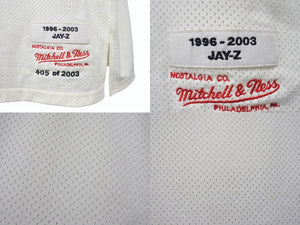 1996 - 2003
JAY-Z
NOSTALGIA CO.
Mitchell & Ness
PHILADELPHIA, PA.
405 of 2003
1996 - 2003
JAY-Z
NOSTALGIA CO.
Mitchell & Ness
PHILADELPHIA, PA.